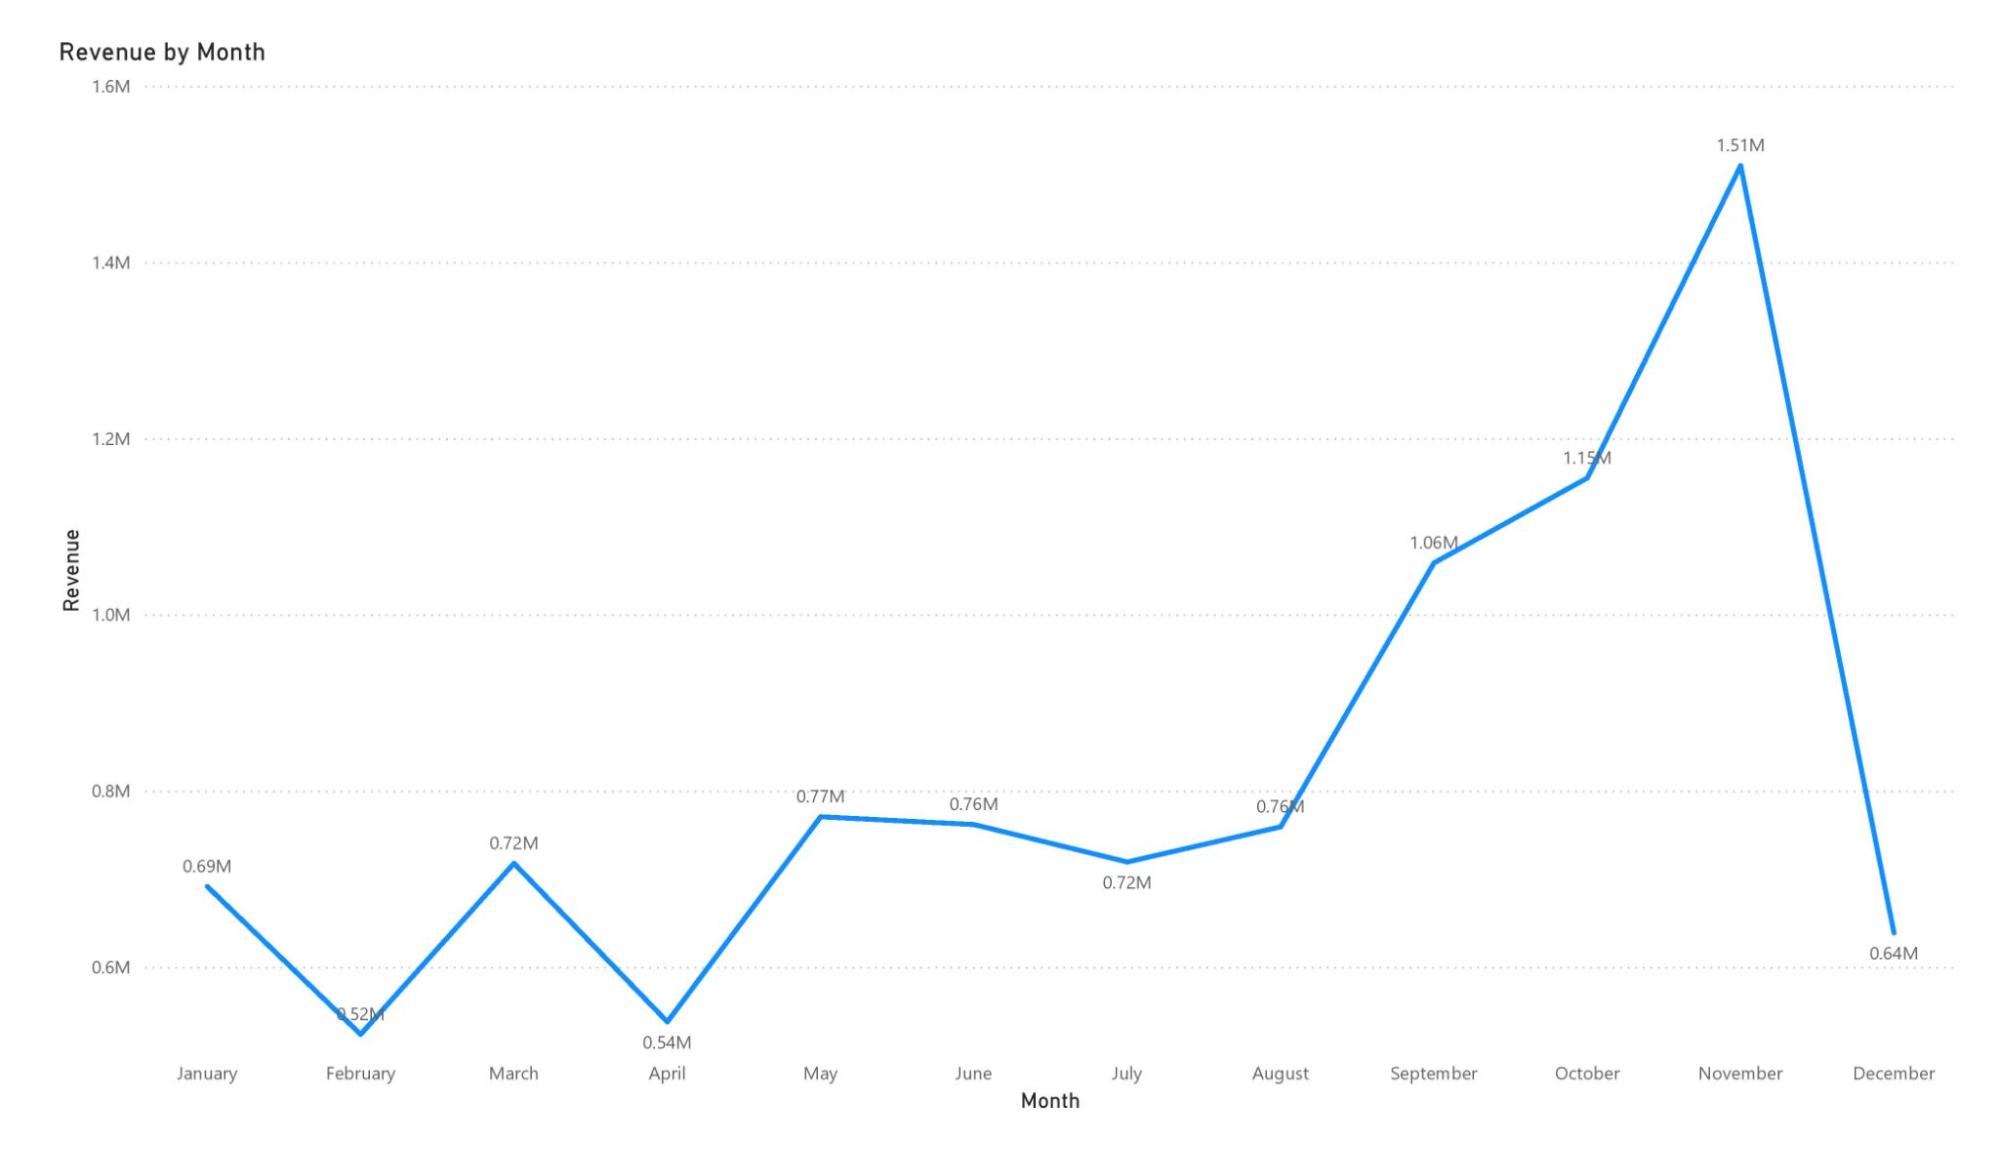 Revenue by Month
1.6M
1.51M
1.4M
1.2M
1.15M
1.06M
Revenue
1.0M
0.8M
0.77M
0.76M
0.76M
0.72M
0.69M
0.72M
0.64M
0.6M
0.52M
0.54M
January February March April May June July August September October November December
Month